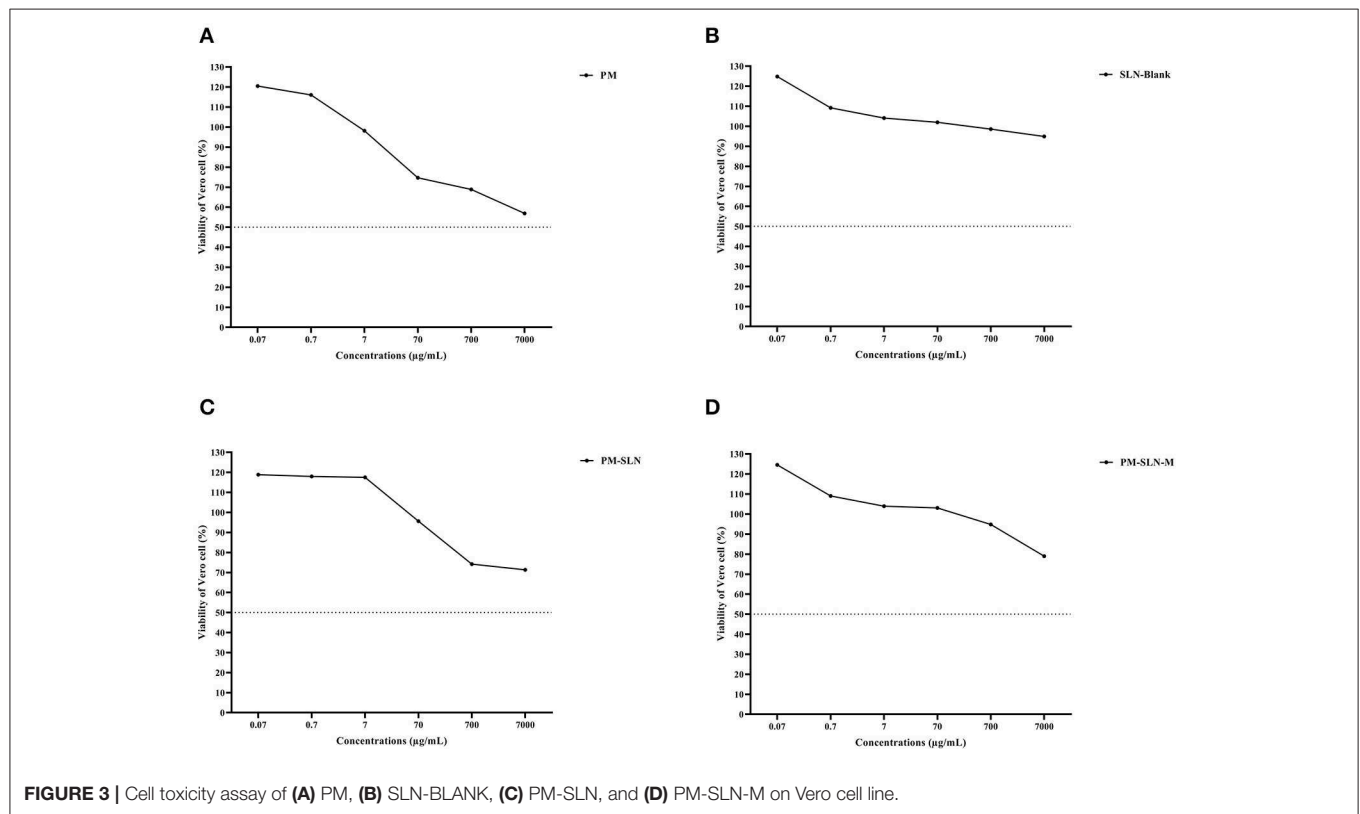 A
130
120
110
100
90
80
70
60
50
40
30
20
10
0
Viability of Vero cell (%)
0.07 0.7 7 70 700 7000
Concentrations (µg/mL)
PM
B
130
120
110
100
90
80
70
60
50
40
30
20
10
0
Viability of Vero cell (%)
0.07 0.7 7 70 700 7000
Concentrations (µg/mL)
SLN-Blank
C
130
120
110
100
90
80
70
60
50
40
30
20
10
0
Viability of Vero cell (%)
0.07 0.7 7 70 700 7000
Concentrations (µg/mL)
PM-SLN
D
130
120
110
100
90
80
70
60
50
40
30
20
10
0
Viability of Vero cell (%)
0.07 0.7 7 70 700 7000
Concentrations (µg/mL)
PM-SLN-M
FIGURE 3 | Cell toxicity assay of (A) PM, (B) SLN-BLANK, (C) PM-SLN, and (D) PM-SLN-M on Vero cell line.